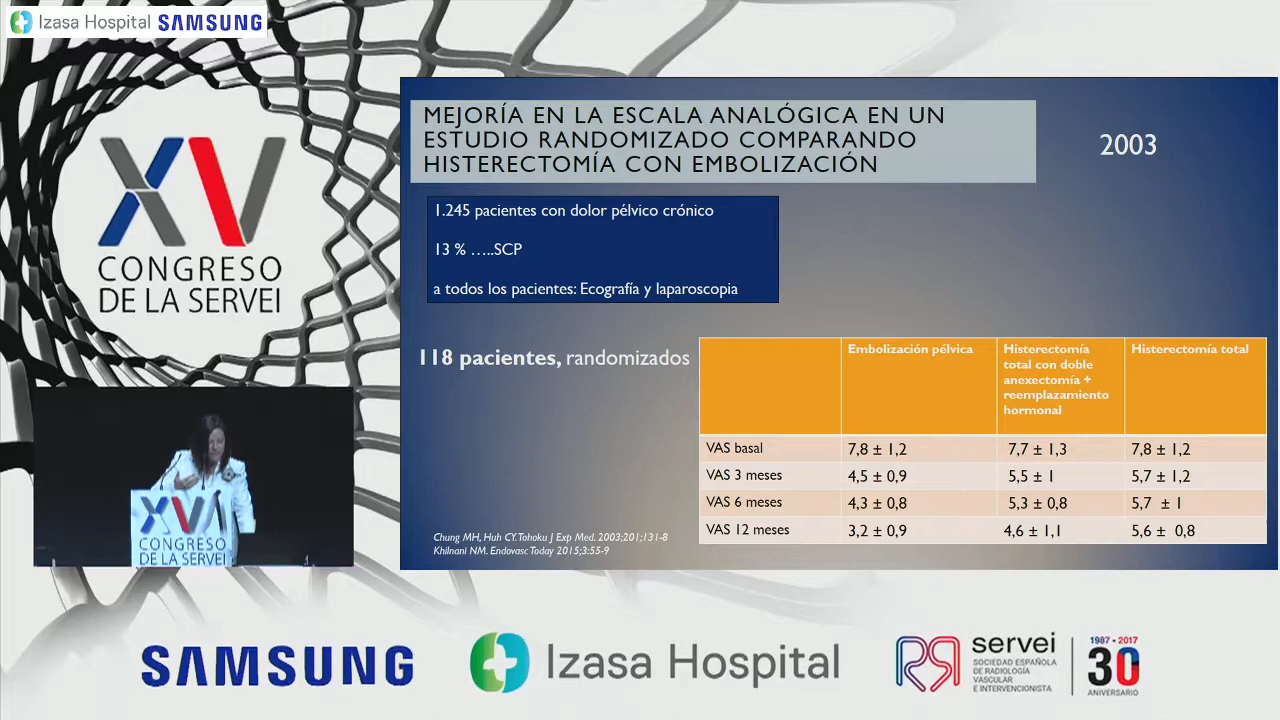 Izasa Hospital SAMSUNG
XV
CONGRESO
DE LA SERVEI
MEJORÍA EN LA ESCALA ANALÓGICA EN UN
ESTUDIO RANDOMIZADO COMPARANDO
HISTERECTOMÍA CON EMBOLIZACIÓN
2003
1.245 pacientes con dolor pélvico crónico
13 % …..SCP
a todos los pacientes: Ecografía y laparoscopia
118 pacientes, randomizados
Embolización pélvica
Histerectomía
total con doble
anexectomía +
reemplazamiento
hormonal
Histerectomía total
VAS basal 7,8 ± 1,2 7,7 ± 1,3 7,8 ± 1,2
VAS 3 meses 4,5 ± 0,9 5,5 ± 1 5,7 ± 1,2
VAS 6 meses 4,3 ± 0,8 5,3 ± 0,8 5,7 ± 1
VAS 12 meses 3,2 ± 0,9 4,6 ± 1,1 5,6 ± 0,8
Chung MH, Huh CY. Tohoku J Exp Med. 2003;201;131-8
Khilnani NM. Endovasc Today 2015;3:55-9
XV
CONGRESO
DE LA SERVEI
SAMSUNG
Izasa Hospital
servei
SOCIEDAD ESPAÑOLA
DE RADIOLOGÍA
VASCULAR
E INTERVENCIONISTA
1987 • 2017
30
ANIVERSARIO